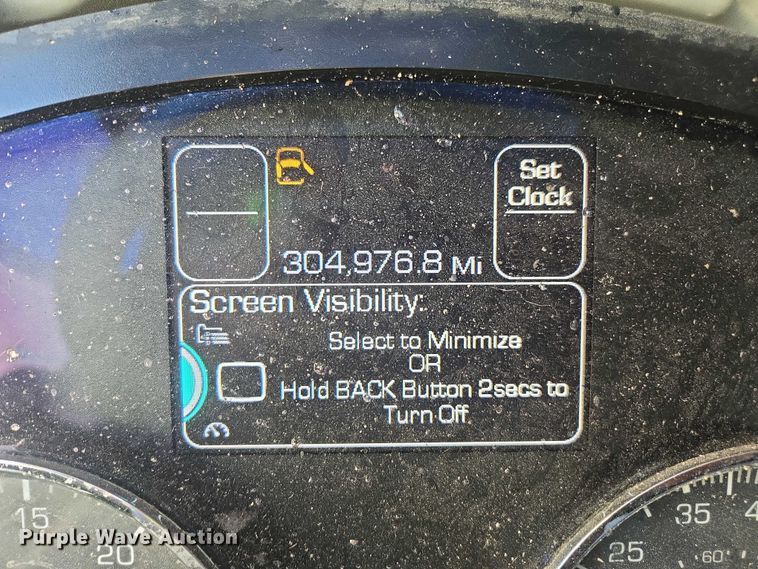 Set
Clock
304,976.8 Mi
Screen Visibility:
Select to Minimize
OR
Hold BACK Button 2secs to
Turn Off
15
20
35
25
60
Purple Wave Auction